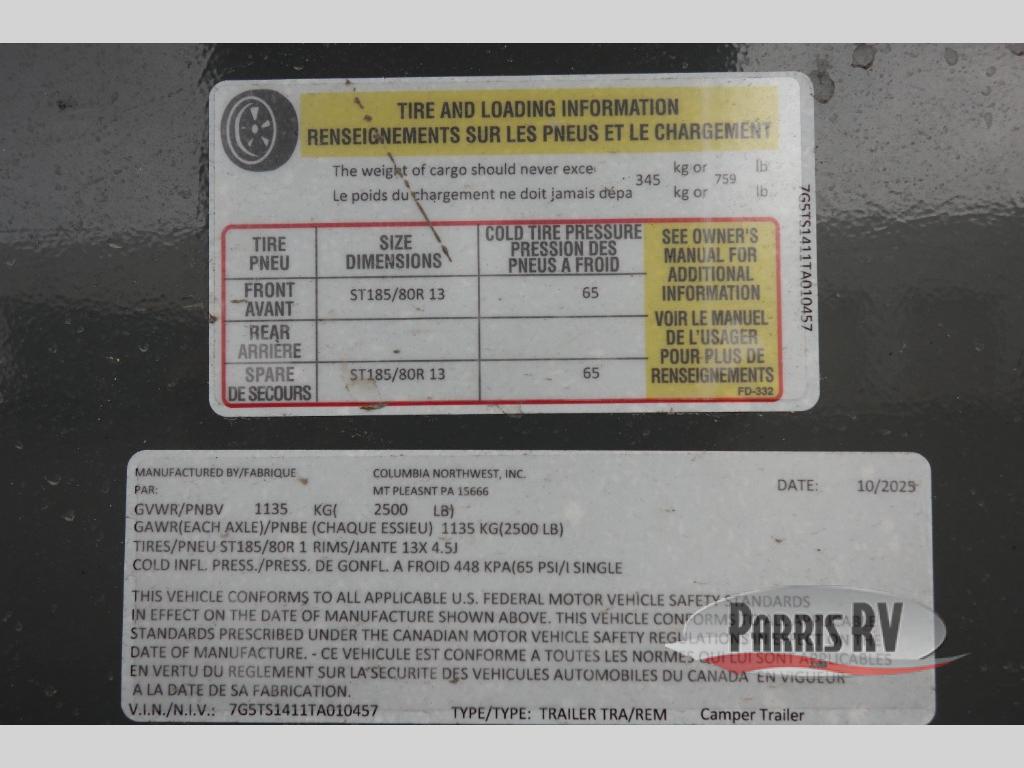 TIRE AND LOADING INFORMATION
RENSEIGNEMENTS SUR LES PNEUS ET LE CHARGEMENT
The weight of cargo should never exce 345 kg or 759 lb
Le poids du chargement ne doit jamais dépa kg or lb
TIRE PNEU
SIZE DIMENSIONS
COLD TIRE PRESSURE
PRESSION DES
PNEUS A FROID
FRONT AVANT
ST185/80R 13
65
REAR ARRIÈRE
SPARE DE SECOURS
ST185/80R 13
65
SEE OWNER'S
MANUAL FOR
ADDITIONAL
INFORMATION
VOIR LE MANUEL
DE L'USAGER
POUR PLUS DE
RENSEIGNEMENTS
FD-332
7G5TS1411TA010457
MANUFACTURED BY/FABRIQUE COLUMBIA NORTHWEST, INC.
PAR: MT PLEASNT PA 15666
DATE: 10/2025
GVWR/PNBV 1135 KG( 2500 LB)
GAWR(EACH AXLE)/PNBE (CHAQUE ESSIEU) 1135 KG(2500 LB)
TIRES/PNEU ST185/80R 1 RIMS/JANTE 13X 4.5J
COLD INFL. PRESS./PRESS. DE GONFL. A FROID 448 KPA(65 PSI/I SINGLE
THIS VEHICLE CONFORMS TO ALL APPLICABLE U.S. FEDERAL MOTOR VEHICLE SAFETY STANDARDS
IN EFFECT ON THE DATE OF MANUFACTURE SHOWN ABOVE. THIS VEHICLE CONFORMS
STANDARDS PRESCRIBED UNDER THE CANADIAN MOTOR VEHICLE SAFETY REGULATIONS
DATE OF MANUFACTURE. - CE VEHICULE EST CONFORME A TOUTES LES NORMES QUI LUI SONT APPLICABLES
EN VERTU DU REGLEMENT SUR LA SECURITE DES VEHICULES AUTOMOBILES DU CANADA EN VIGUEUR
A LA DATE DE SA FABRICATION.
V.I.N./N.I.V.: 7G5TS1411TA010457 TYPE/TYPE: TRAILER TRA/REM Camper Trailer
PARRIS RV